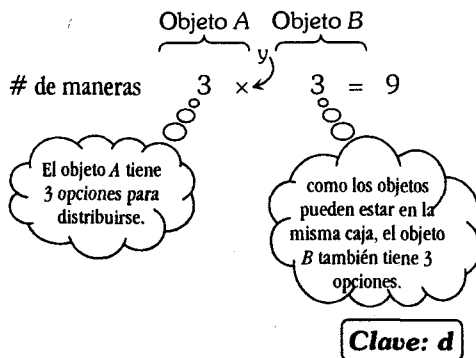 Objeto A Objeto B
y
# de maneras 3 × 3 = 9
El objeto A tiene
3 opciones para
distribuirse.
como los objetos
pueden estar en la
misma caja, el objeto
B también tiene 3
opciones.
Clave: d